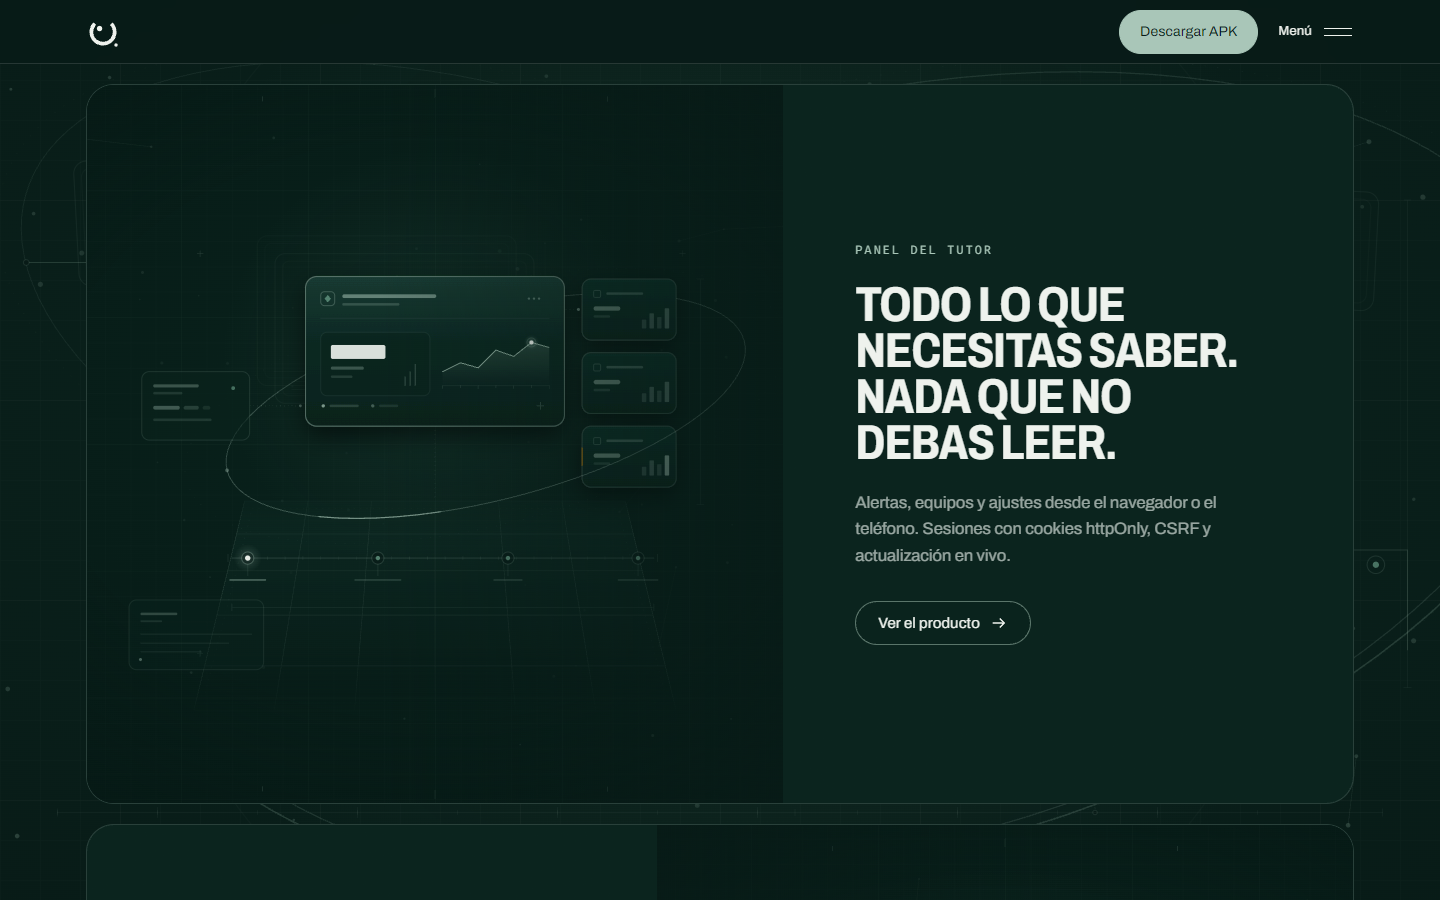 Descargar APK
Menú
PANEL DEL TUTOR
TODO LO QUE
NECESITAS SABER.
NADA QUE NO
DEBAS LEER.
Alertas, equipos y ajustes desde el navegador o el
teléfono. Sesiones con cookies httpOnly, CSRF y
actualización en vivo.
Ver el producto